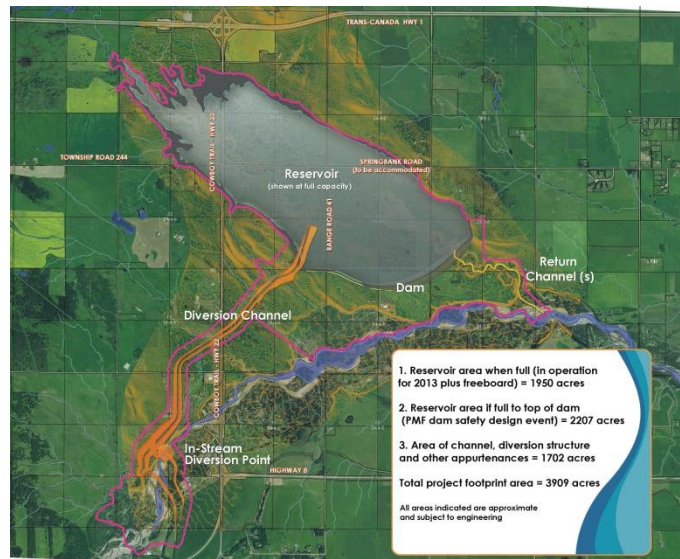 TRANS-CANADA HWY 1
COWBOY TRAIL - HWY 22
TOWNSHIP ROAD 244
Reservoir
(shown at full capacity)
SPRINGBANK ROAD
(to be accommodated)
RANGE ROAD 41
Return
Channel (s)
Dam
Diversion Channel
COWBOY TRAIL - HWY 22
In-Stream
Diversion Point
HIGHWAY 8
1. Reservoir area when full (in operation
for 2013 plus freeboard) = 1950 acres
2. Reservoir area if full to top of dam
(PMF dam safety design event) = 2207 acres
3. Area of channel, diversion structure
and other appurtenances = 1702 acres
Total project footprint area = 3909 acres
All areas indicated are approximate
and subject to engineering